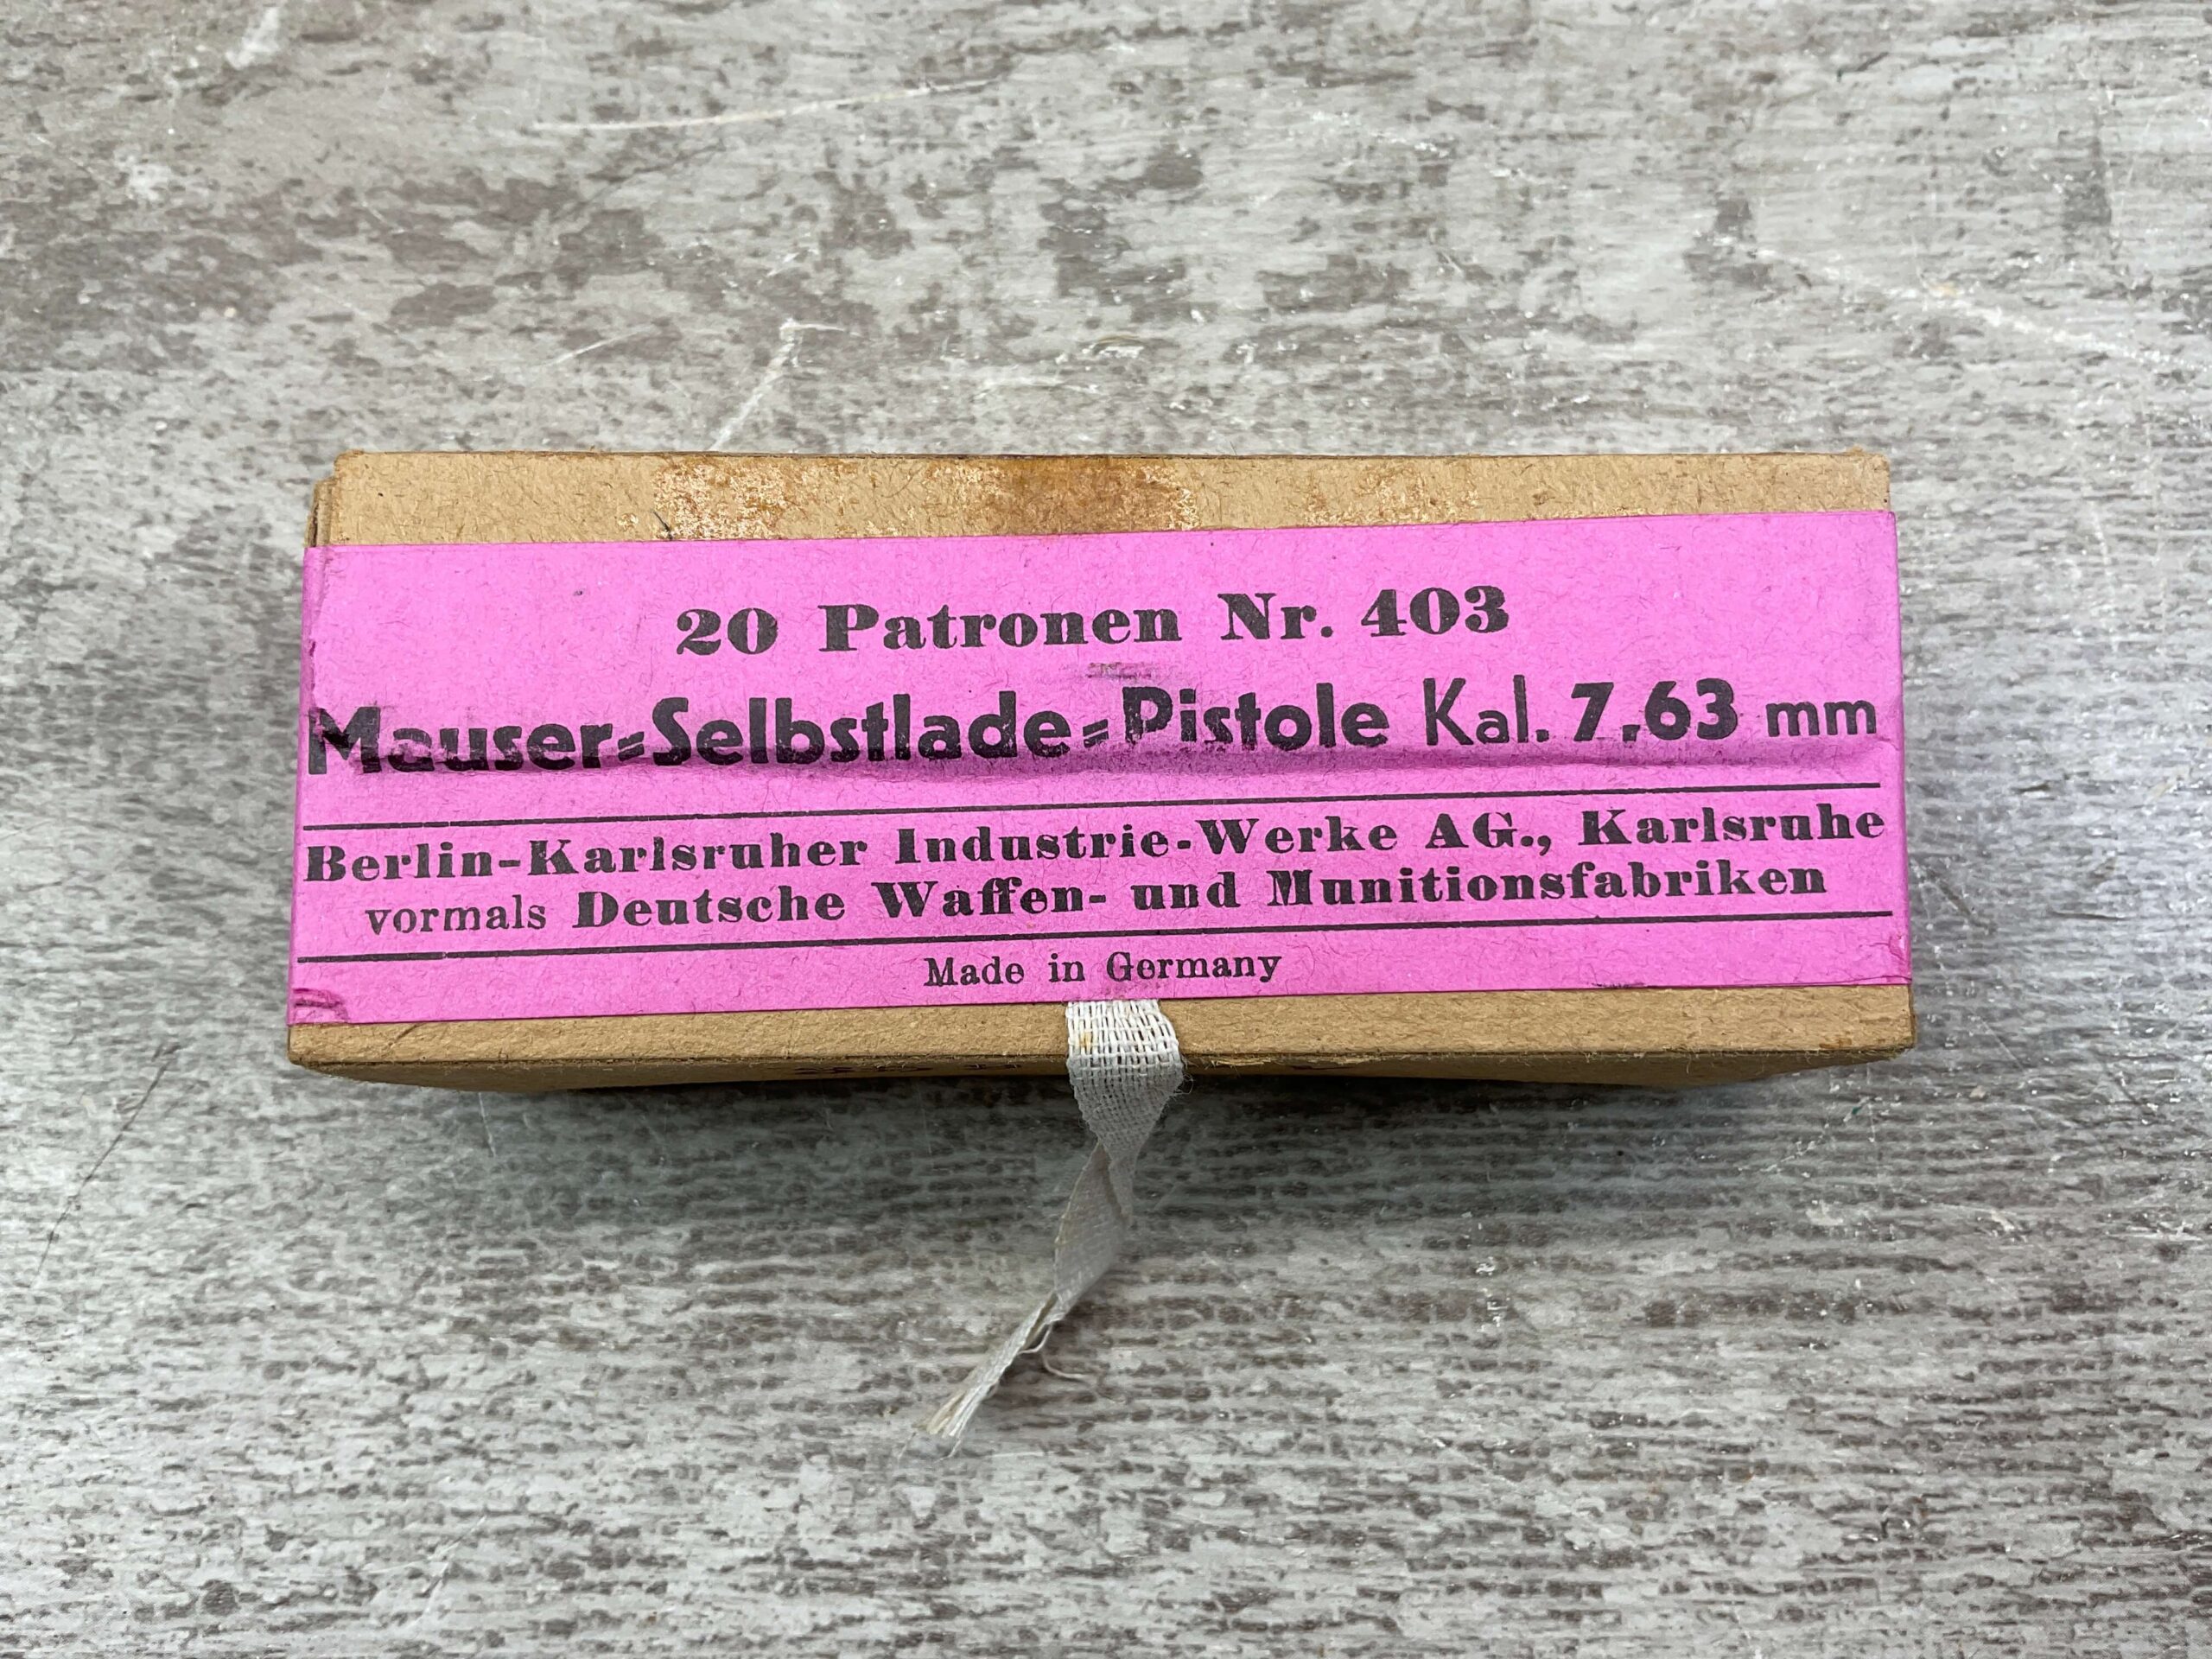 20 Patronen Nr. 403
Mauser=Selbstlade=Pistole Kal. 7,63 mm
Berlin-Karlsruher Industrie-Werke AG., Karlsruhe
vormals Deutsche Waffen- und Munitionsfabriken
Made in Germany